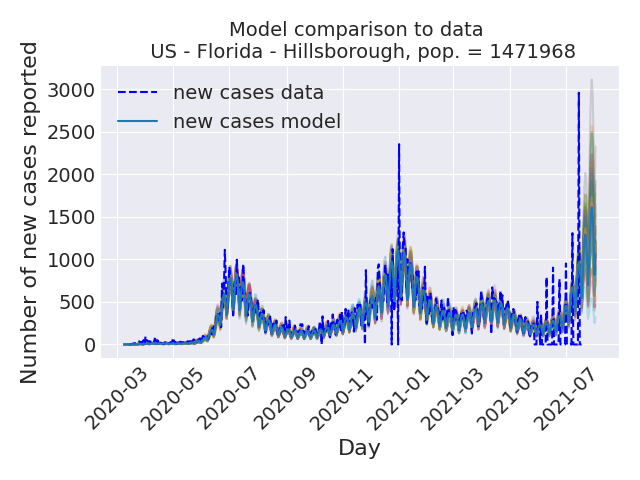 Model comparison to data
US - Florida - Hillsborough, pop. = 1471968
Number of new cases reported
3000
2500
2000
1500
1000
500
0
new cases data
new cases model
2020-03
2020-05
2020-07
2020-09
2020-11
2021-01
2021-03
2021-05
2021-07
Day